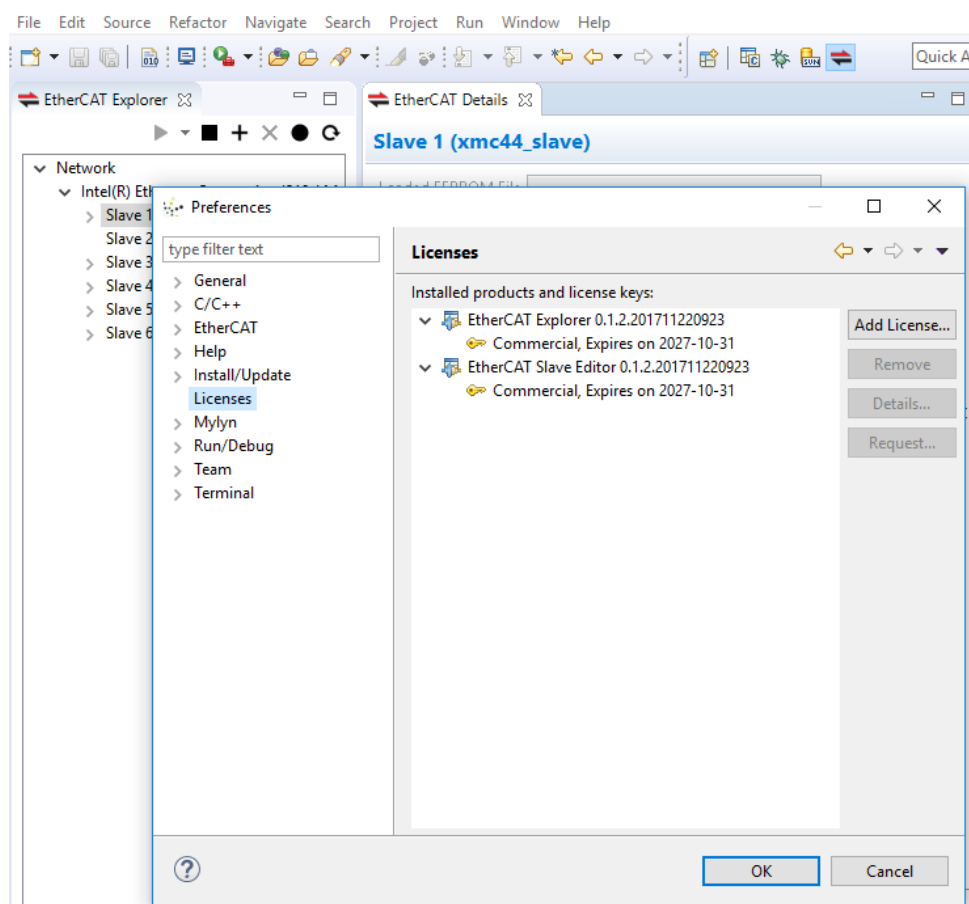 File Edit Source Refactor Navigate Search Project Run Window Help
Quick A
EtherCAT Explorer
EtherCAT Details
Slave 1 (xmc44_slave)
Network
Intel(R)
Slave 1
Slave 2
Slave 3
Slave 4
Slave 5
Slave 6
Preferences
type filter text
General
C/C++
EtherCAT
Help
Install/Update
Licenses
Mylyn
Run/Debug
Team
Terminal
Licenses
Installed products and license keys:
EtherCAT Explorer 0.1.2.201711220923
Commercial, Expires on 2027-10-31
EtherCAT Slave Editor 0.1.2.201711220923
Commercial, Expires on 2027-10-31
Add License...
Remove
Details...
Request...
OK
Cancel